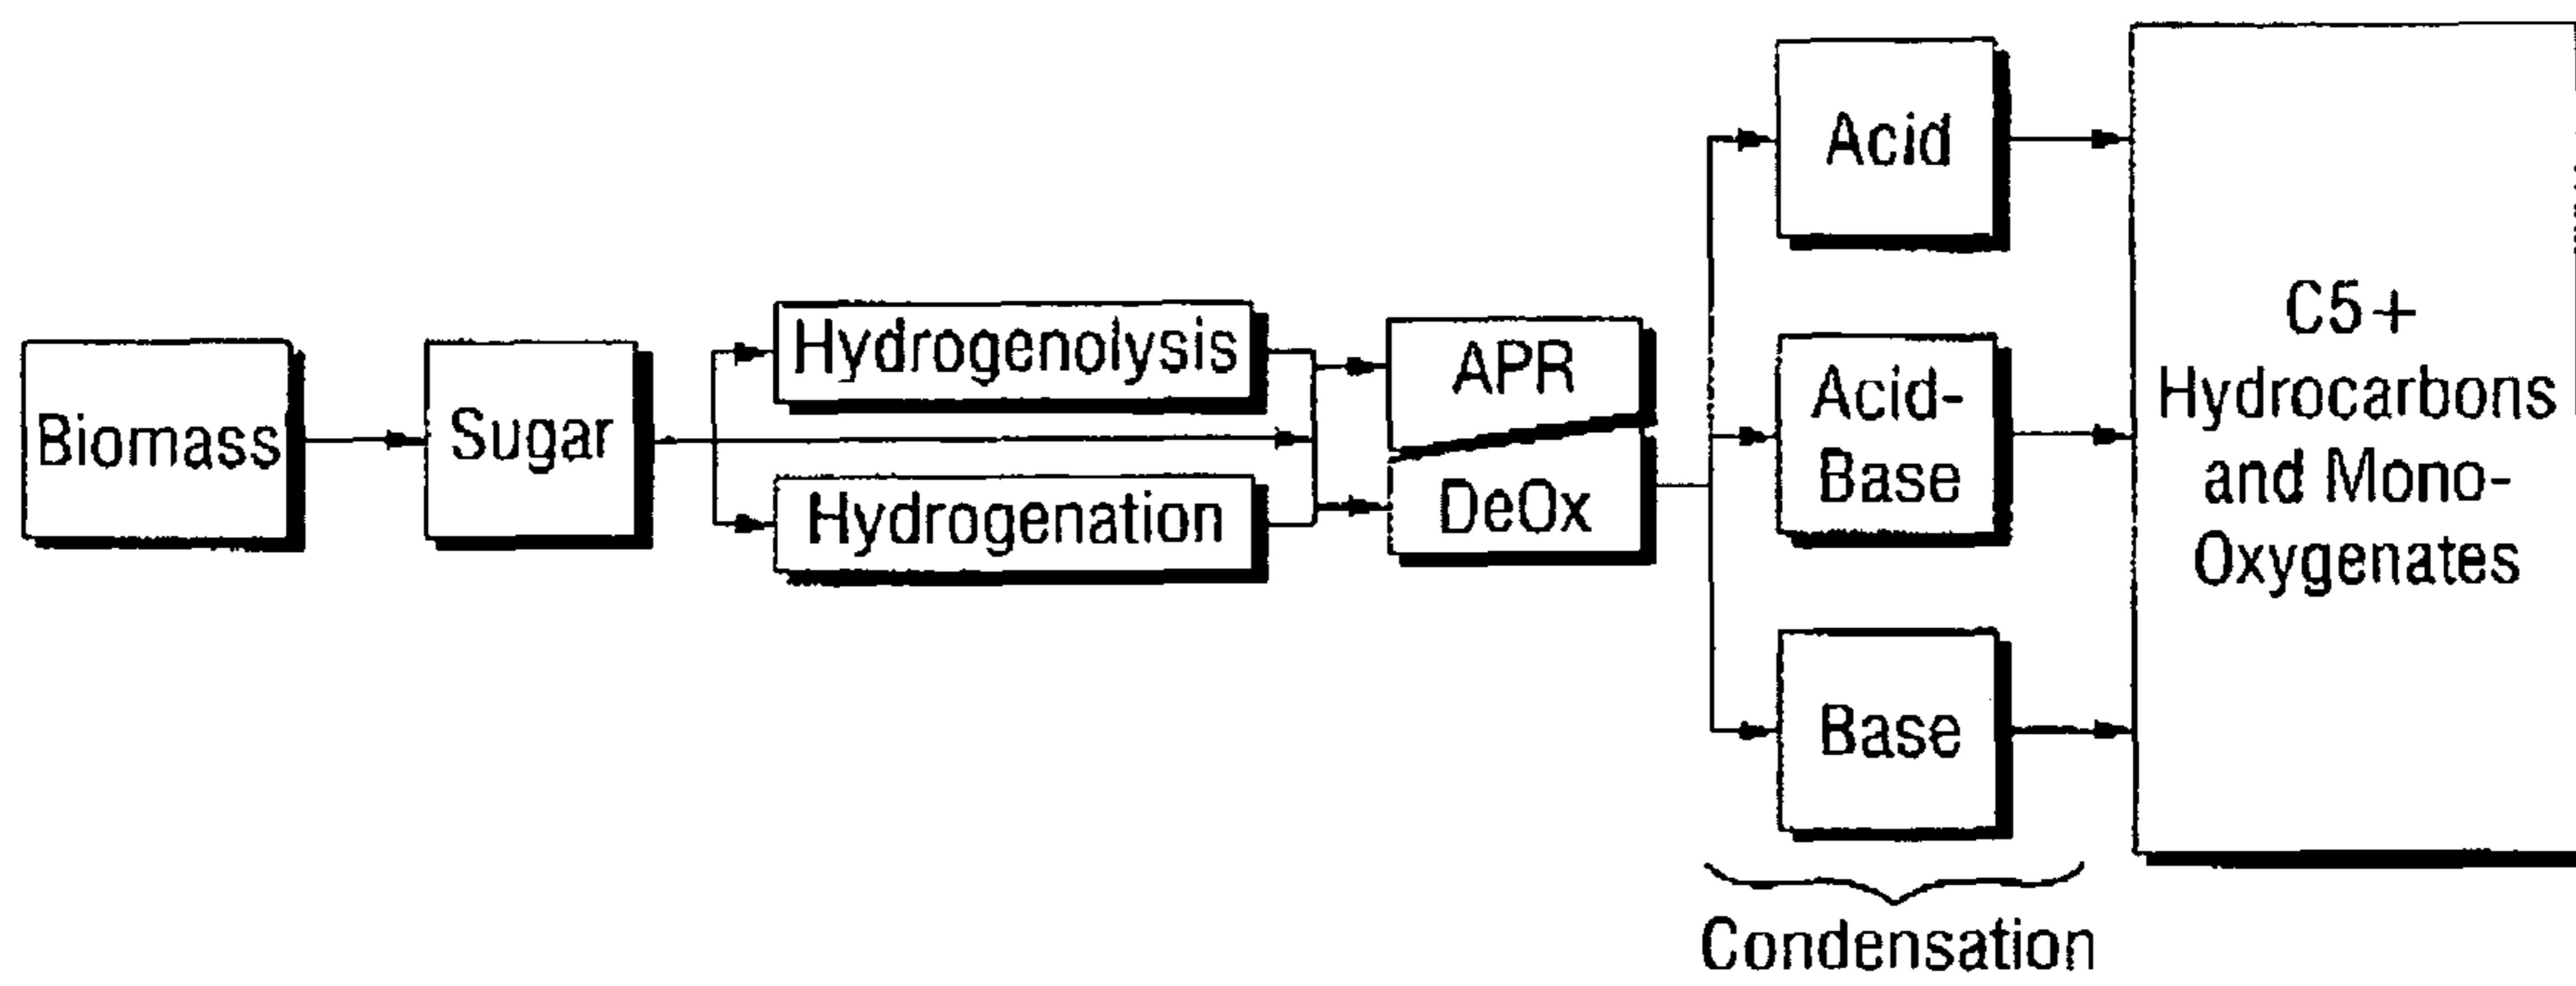 Biomass
Sugar
Hydrogenolysis
Hydrogenation
APR
DeOx
Acid
Acid-
Base
Base
Condensation
C5+
Hydrocarbons
and Mono-
Oxygenates